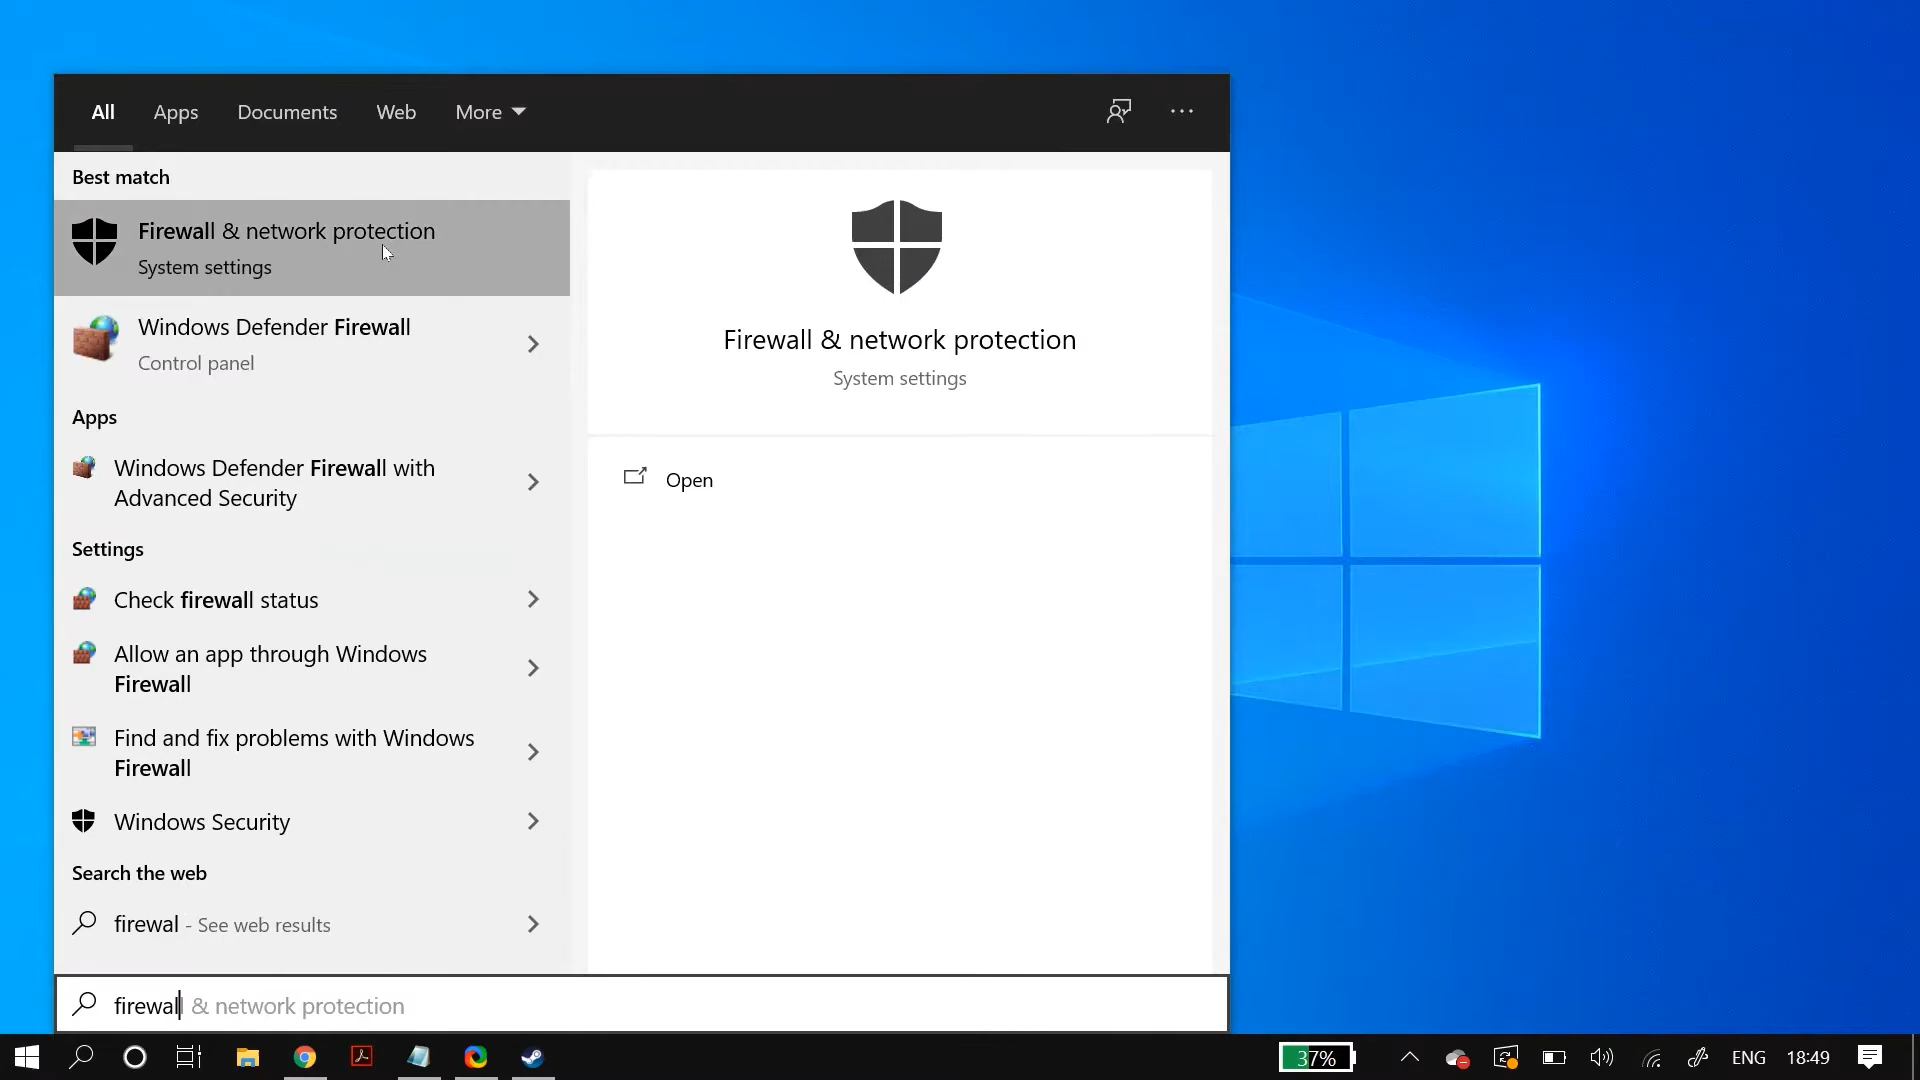 All Apps Documents Web More
Best match
Firewall & network protection
System settings
Windows Defender Firewall
Control panel
Apps
Windows Defender Firewall with
Advanced Security
Settings
Check firewall status
Allow an app through Windows
Firewall
Find and fix problems with Windows
Firewall
Windows Security
Search the web
firewal - See web results
Firewall & network protection
System settings
Open
firewall & network protection
37% ENG 18:49